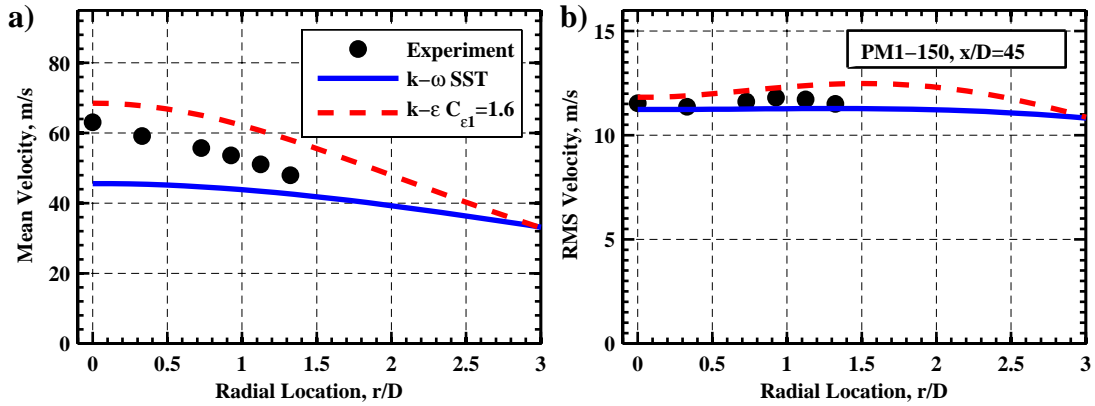 a)
Mean Velocity, m/s
80
60
40
20
0
0 0.5 1 1.5 2 2.5 3
Radial Location, r/D
Experiment
k−ω SST
k−ε Cε1=1.6
b)
RMS Velocity, m/s
15
10
5
0
0 0.5 1 1.5 2 2.5 3
Radial Location, r/D
PM1−150, x/D=45